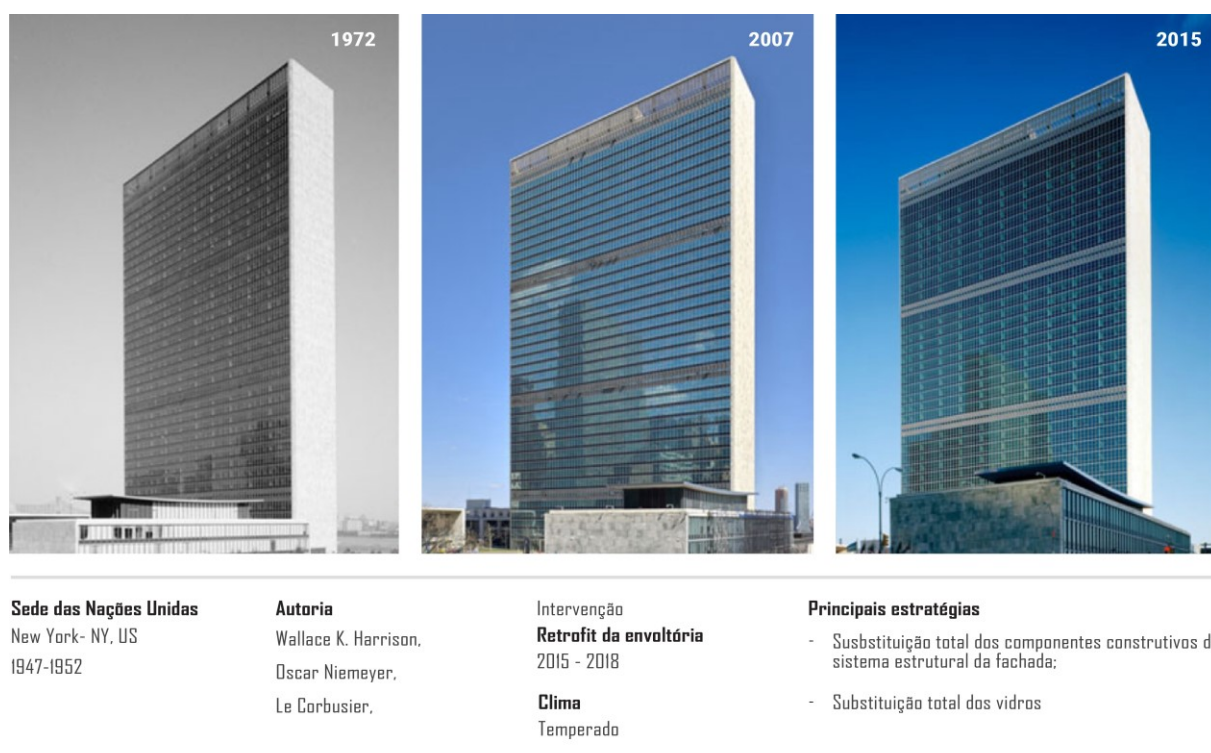 1972
2007
2015
Sede das Nações Unidas
New York- NY, US
1947-1952
Autoria
Wallace K. Harrison,
Oscar Niemeyer,
Le Corbusier,
Intervenção
Retrofit da envoltória
2015 - 2018
Clima
Temperado
Principais estratégias
- Susbstituição total dos componentes construtivos d
sistema estrutural da fachada;
- Substituição total dos vidros